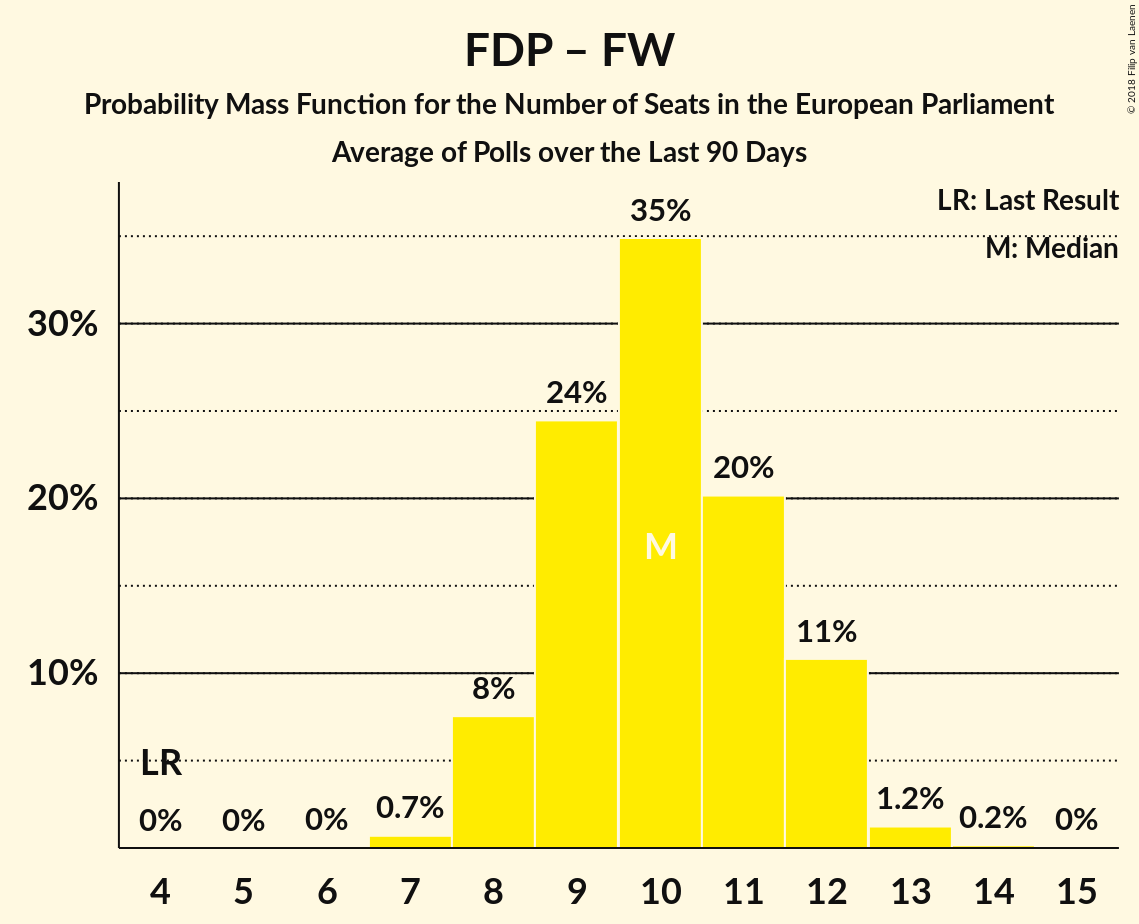 FDP – FW
Probability Mass Function for the Number of Seats in the European Parliament
Average of Polls over the Last 90 Days
© 2018 Filip van Laenen
LR: Last Result
M: Median
35%
30%
24%
20%
20%
M
11%
10%
8%
LR
0%
0%
0%
0.7%
1.2%
0.2%
0%
4 5 6 7 8 9 10 11 12 13 14 15